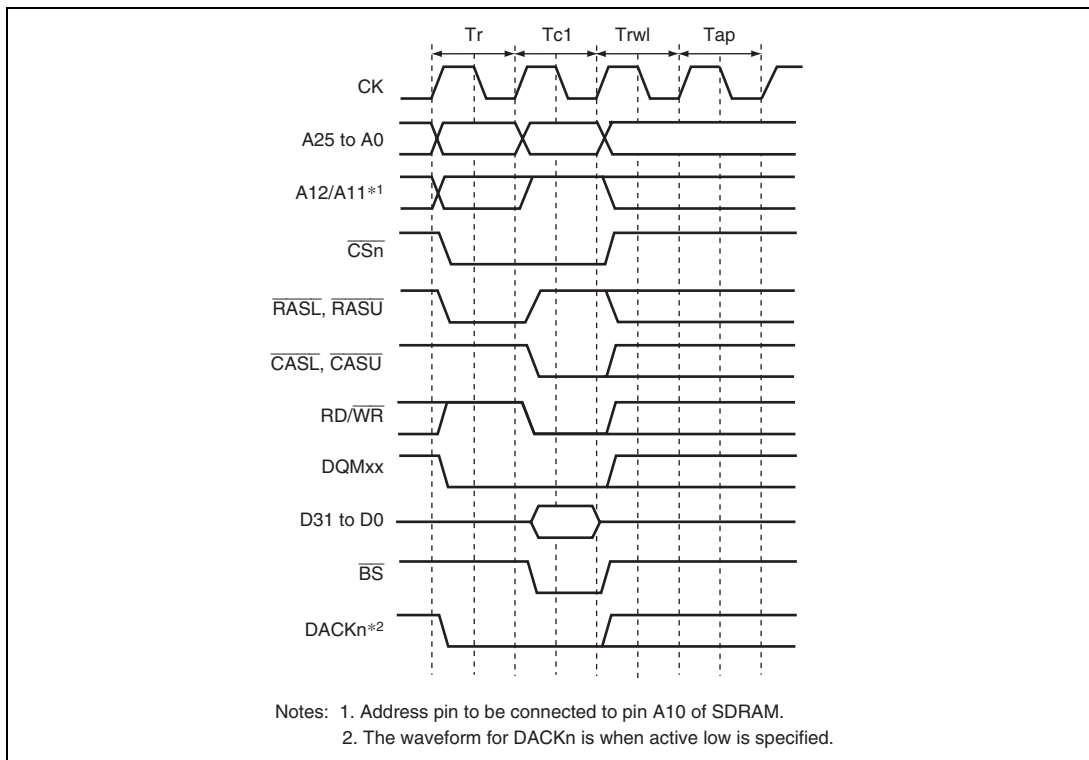 Tr Tc1 Trwl Tap
CK
A25 to A0
A12/A11*1
CSn
RASL, RASU
CASL, CASU
RD/WR
DQMxx
D31 to D0
BS
DACKn*2
Notes: 1. Address pin to be connected to pin A10 of SDRAM.
2. The waveform for DACKn is when active low is specified.